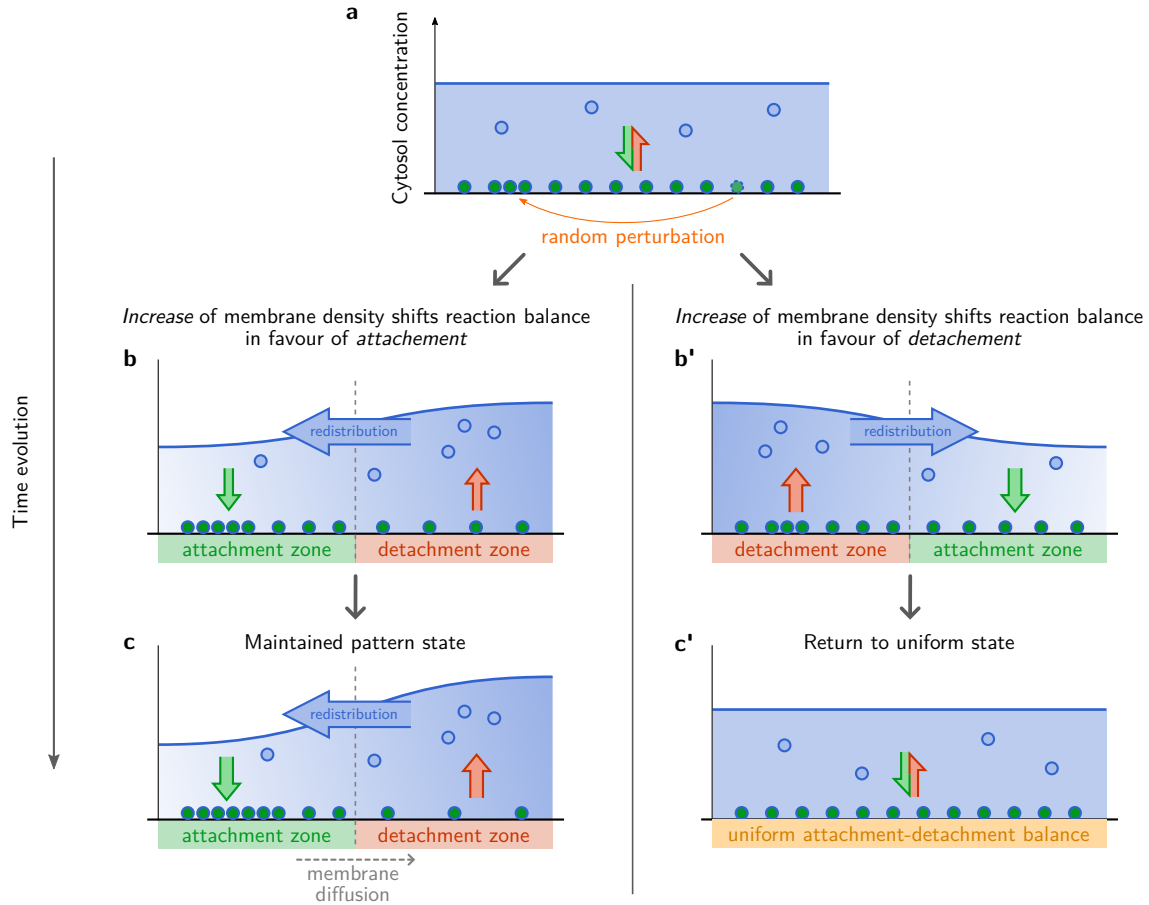 a
Cytosol concentration
random perturbation
Time evolution
Increase of membrane density shifts reaction balance
in favour of attachement
b
redistribution
attachment zone
detachment zone
c
Maintained pattern state
redistribution
attachment zone
detachment zone
membrane
diffusion
Increase of membrane density shifts reaction balance
in favour of detachement
b'
redistribution
detachment zone
attachment zone
c'
Return to uniform state
uniform attachment-detachment balance